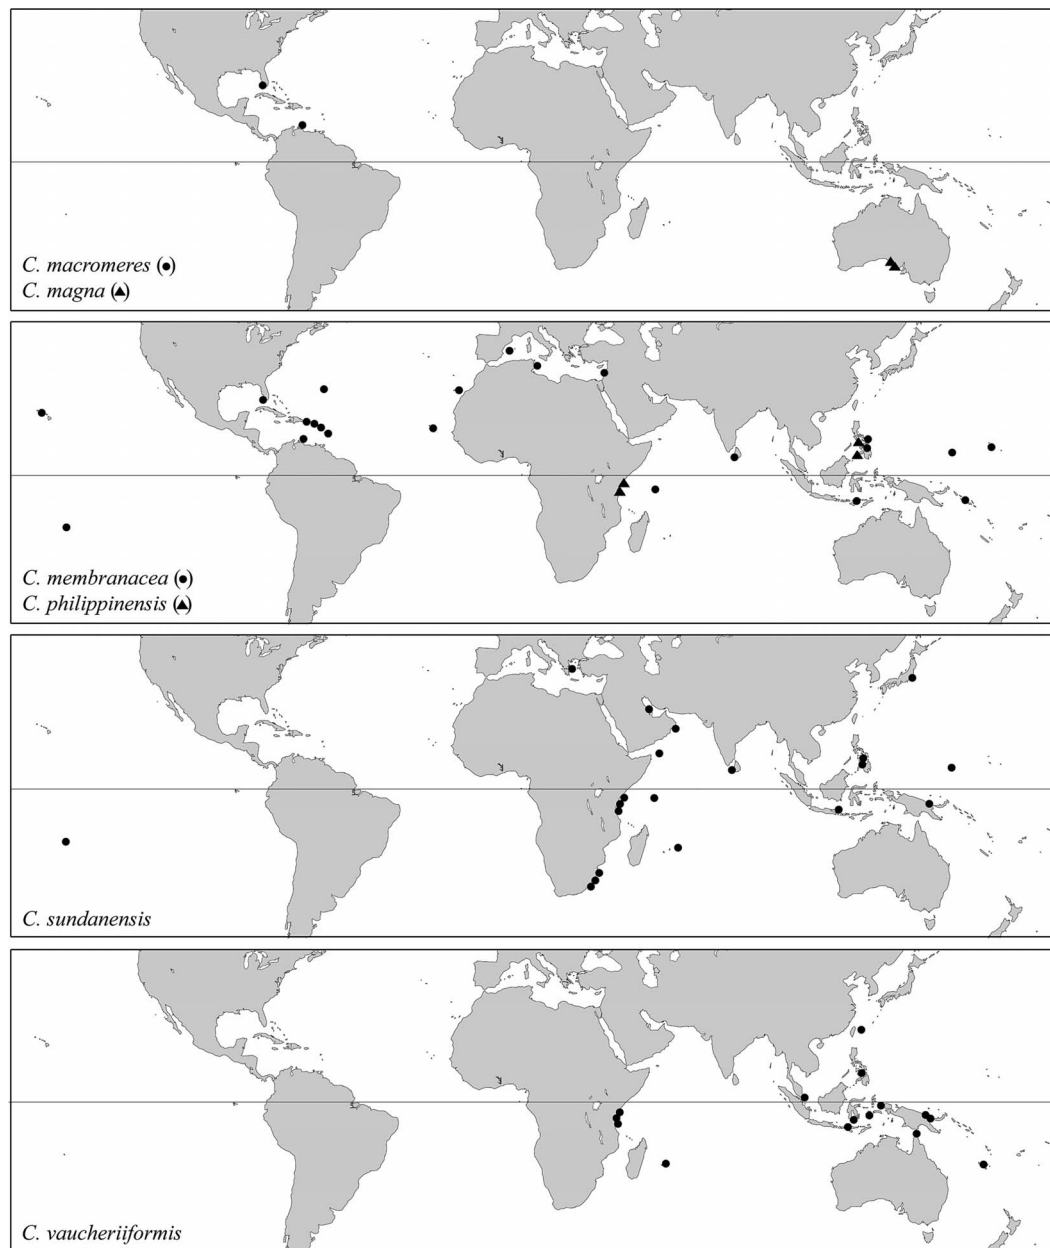 C. macromeres (●)
C. magna (▲)
C. membranacea (●)
C. philippinensis (▲)
C. sundanensis
C. vaucheriiformis